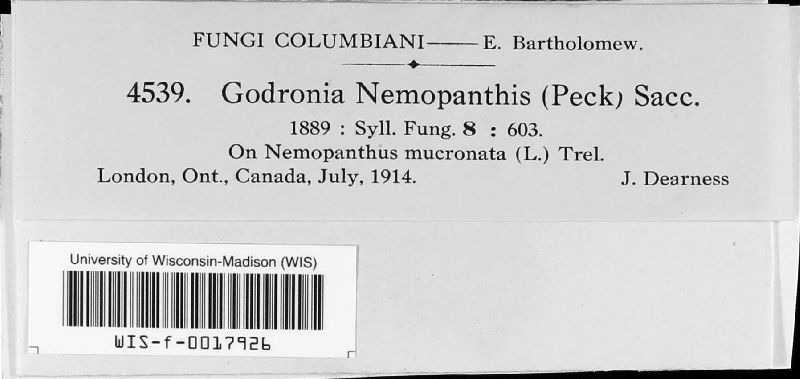 FUNGI COLUMBIANI—E. Bartholomew.
4539. Godronia Nemopanthis (Peck) Sacc.
1889 : Syll. Fung. 8 : 603.
On Nemopanthus mucronata (L.) Trel.
London, Ont., Canada, July, 1914. J. Dearness
University of Wisconsin-Madison (WIS)
WIS-f-0017926